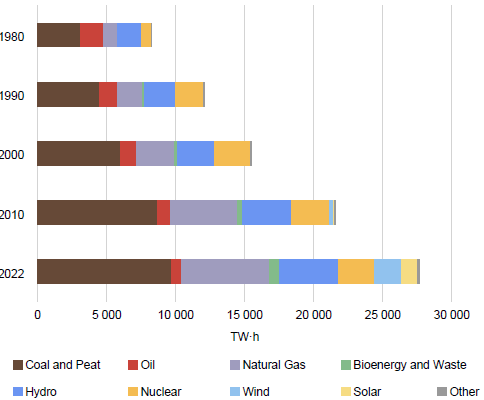 1980
1990
2000
2010
2022
0 5 000 10 000 15 000 20 000 25 000 30 000
TW·h
Coal and Peat Oil Natural Gas Bioenergy and Waste
Hydro Nuclear Wind Solar Other